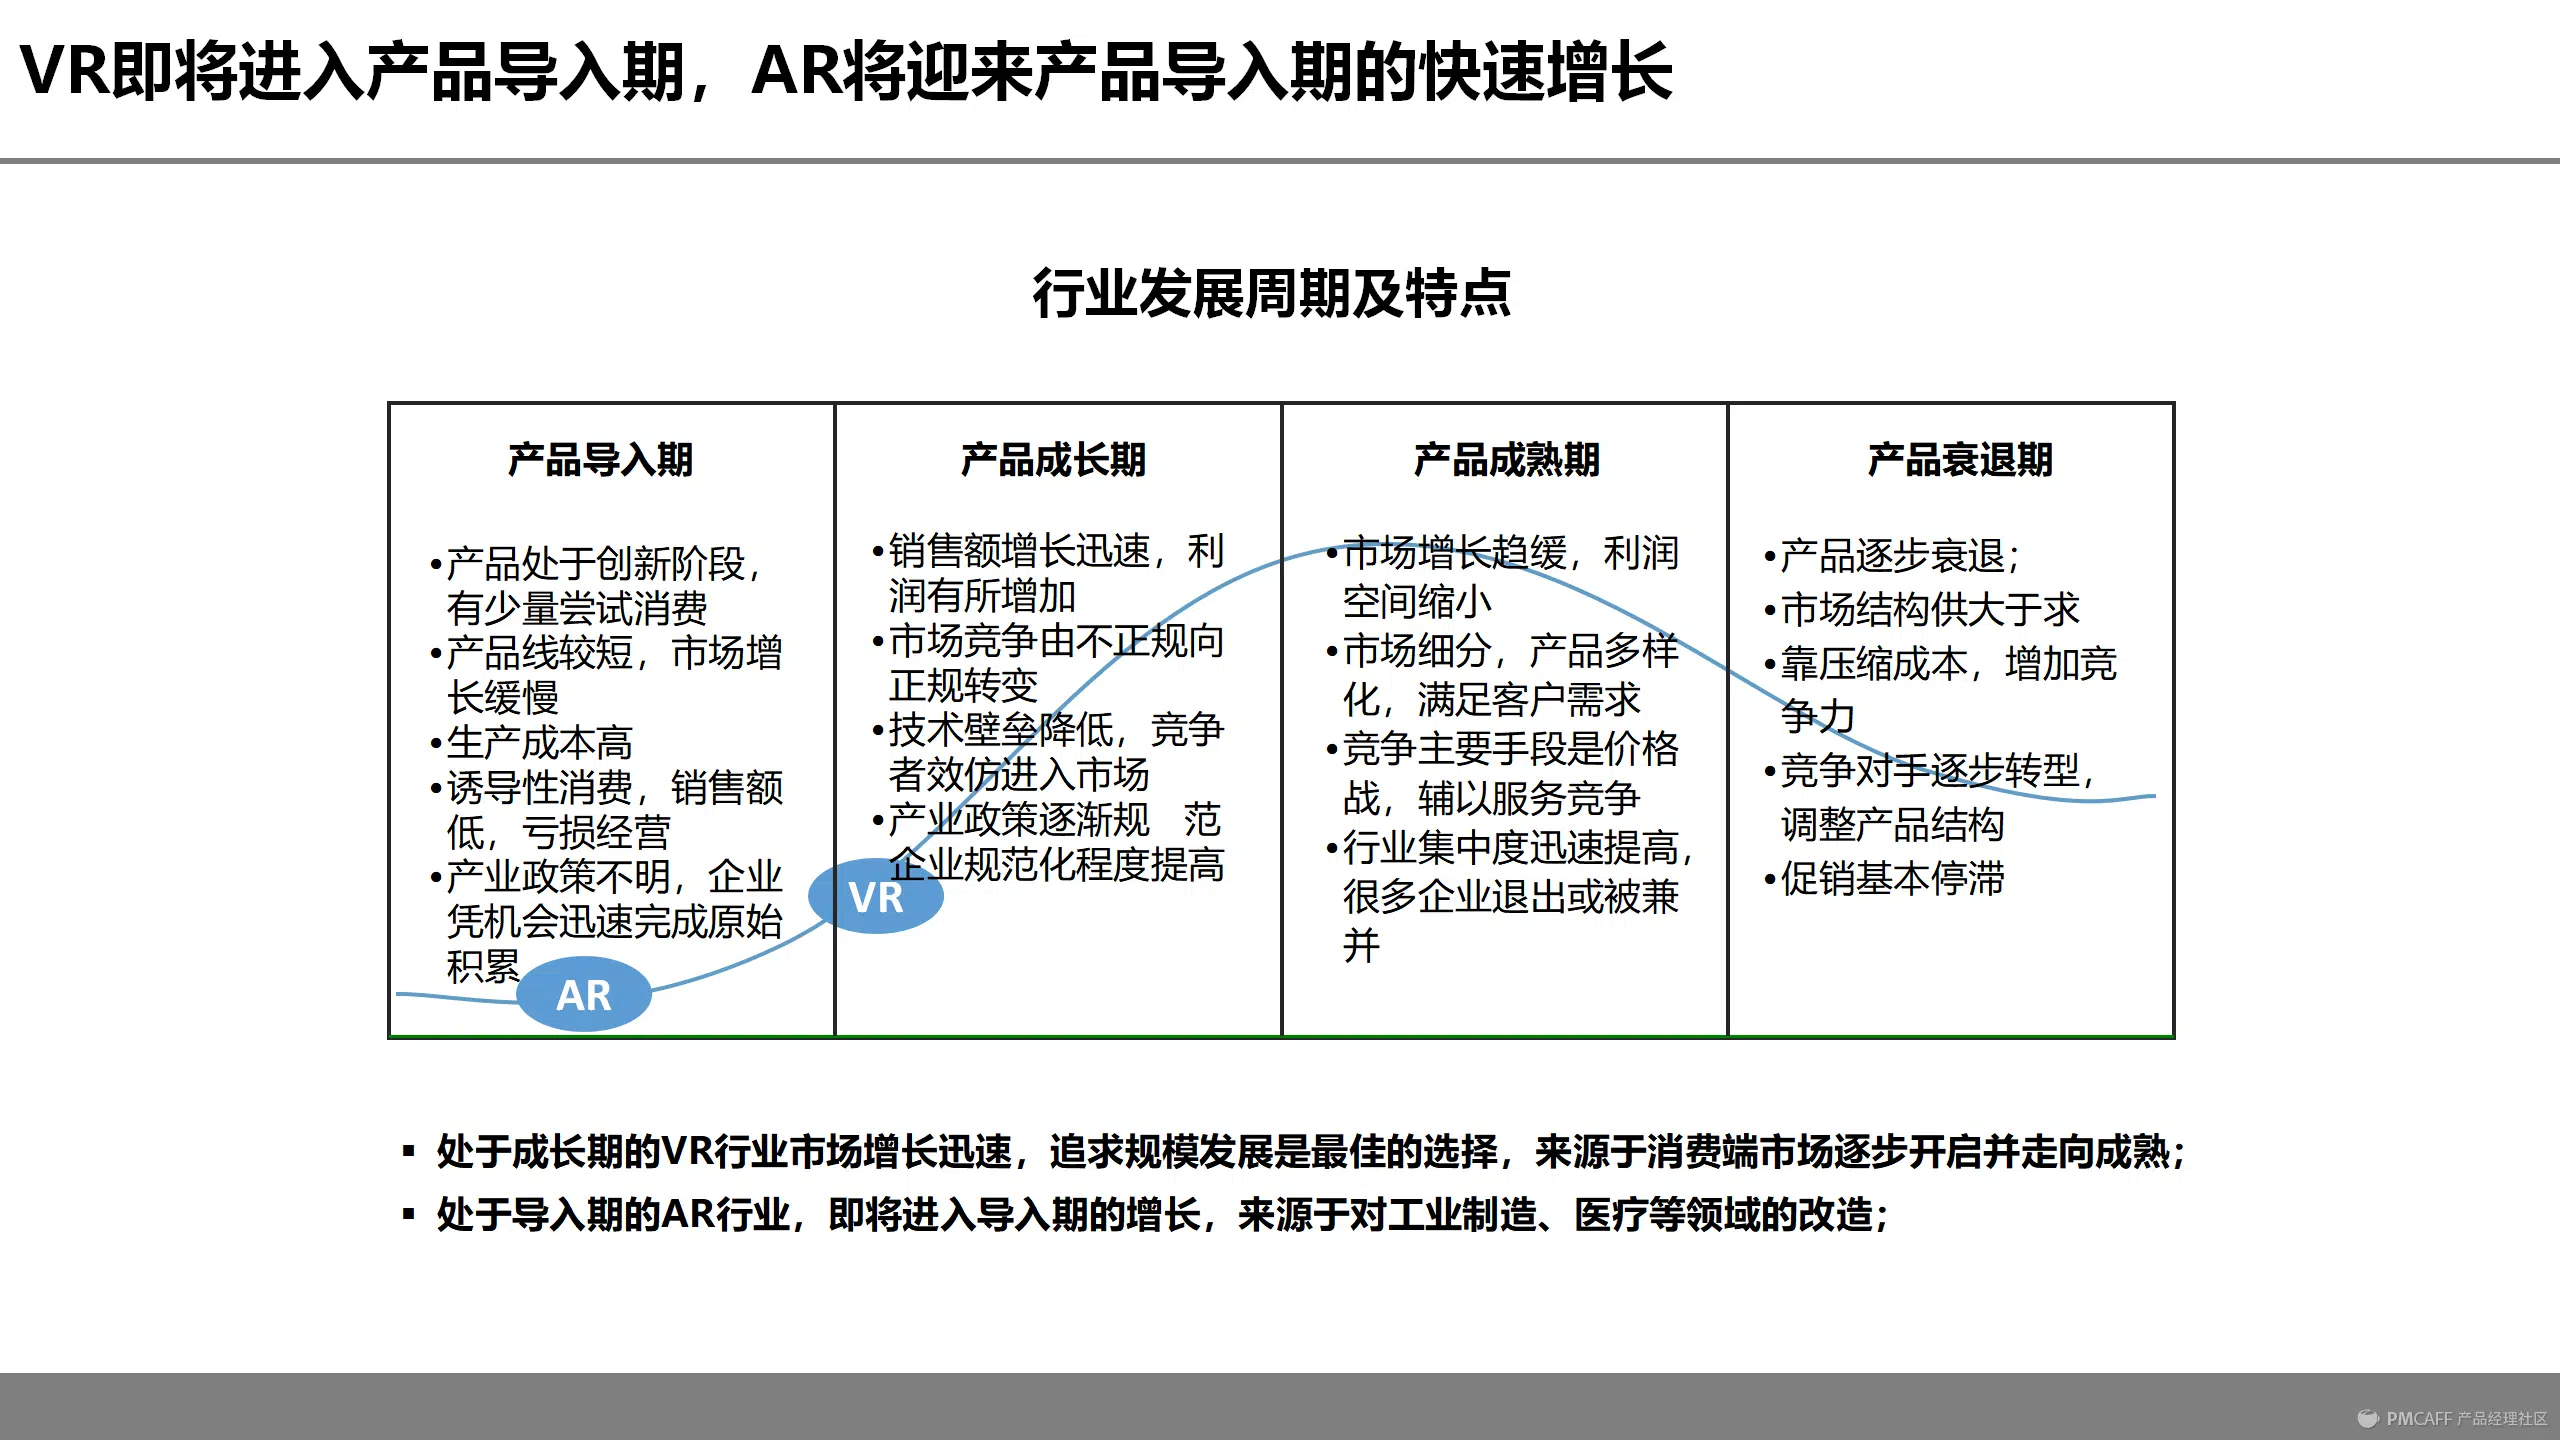 VR即将进入产品导入期，AR将迎来产品导入期的快速增长
行业发展周期及特点
产品导入期
•产品处于创新阶段，
有少量尝试消费
•产品线较短，市场增
长缓慢
•生产成本高
•诱导性消费，销售额
低，亏损经营
•产业政策不明，企业
凭机会迅速完成原始
积累
AR
产品成长期
•销售额增长迅速，利
润有所增加
•市场竞争由不正规向
正规转变
•技术壁垒降低，竞争
者效仿进入市场
•产业政策逐渐规 范
企业规范化程度提高
VR
产品成熟期
•市场增长趋缓，利润
空间缩小
•市场细分，产品多样
化，满足客户需求
•竞争主要手段是价格
战，辅以服务竞争
•行业集中度迅速提高，
很多企业退出或被兼
并
产品衰退期
•产品逐步衰退；
•市场结构供大于求
•靠压缩成本，增加竞
争力
•竞争对手逐步转型，
调整产品结构
•促销基本停滞
▪ 处于成长期的VR行业市场增长迅速，追求规模发展是最佳的选择，来源于消费端市场逐步开启并走向成熟；
▪ 处于导入期的AR行业，即将进入导入期的增长，来源于对工业制造、医疗等领域的改造；
PMCAFF 产品经理社区